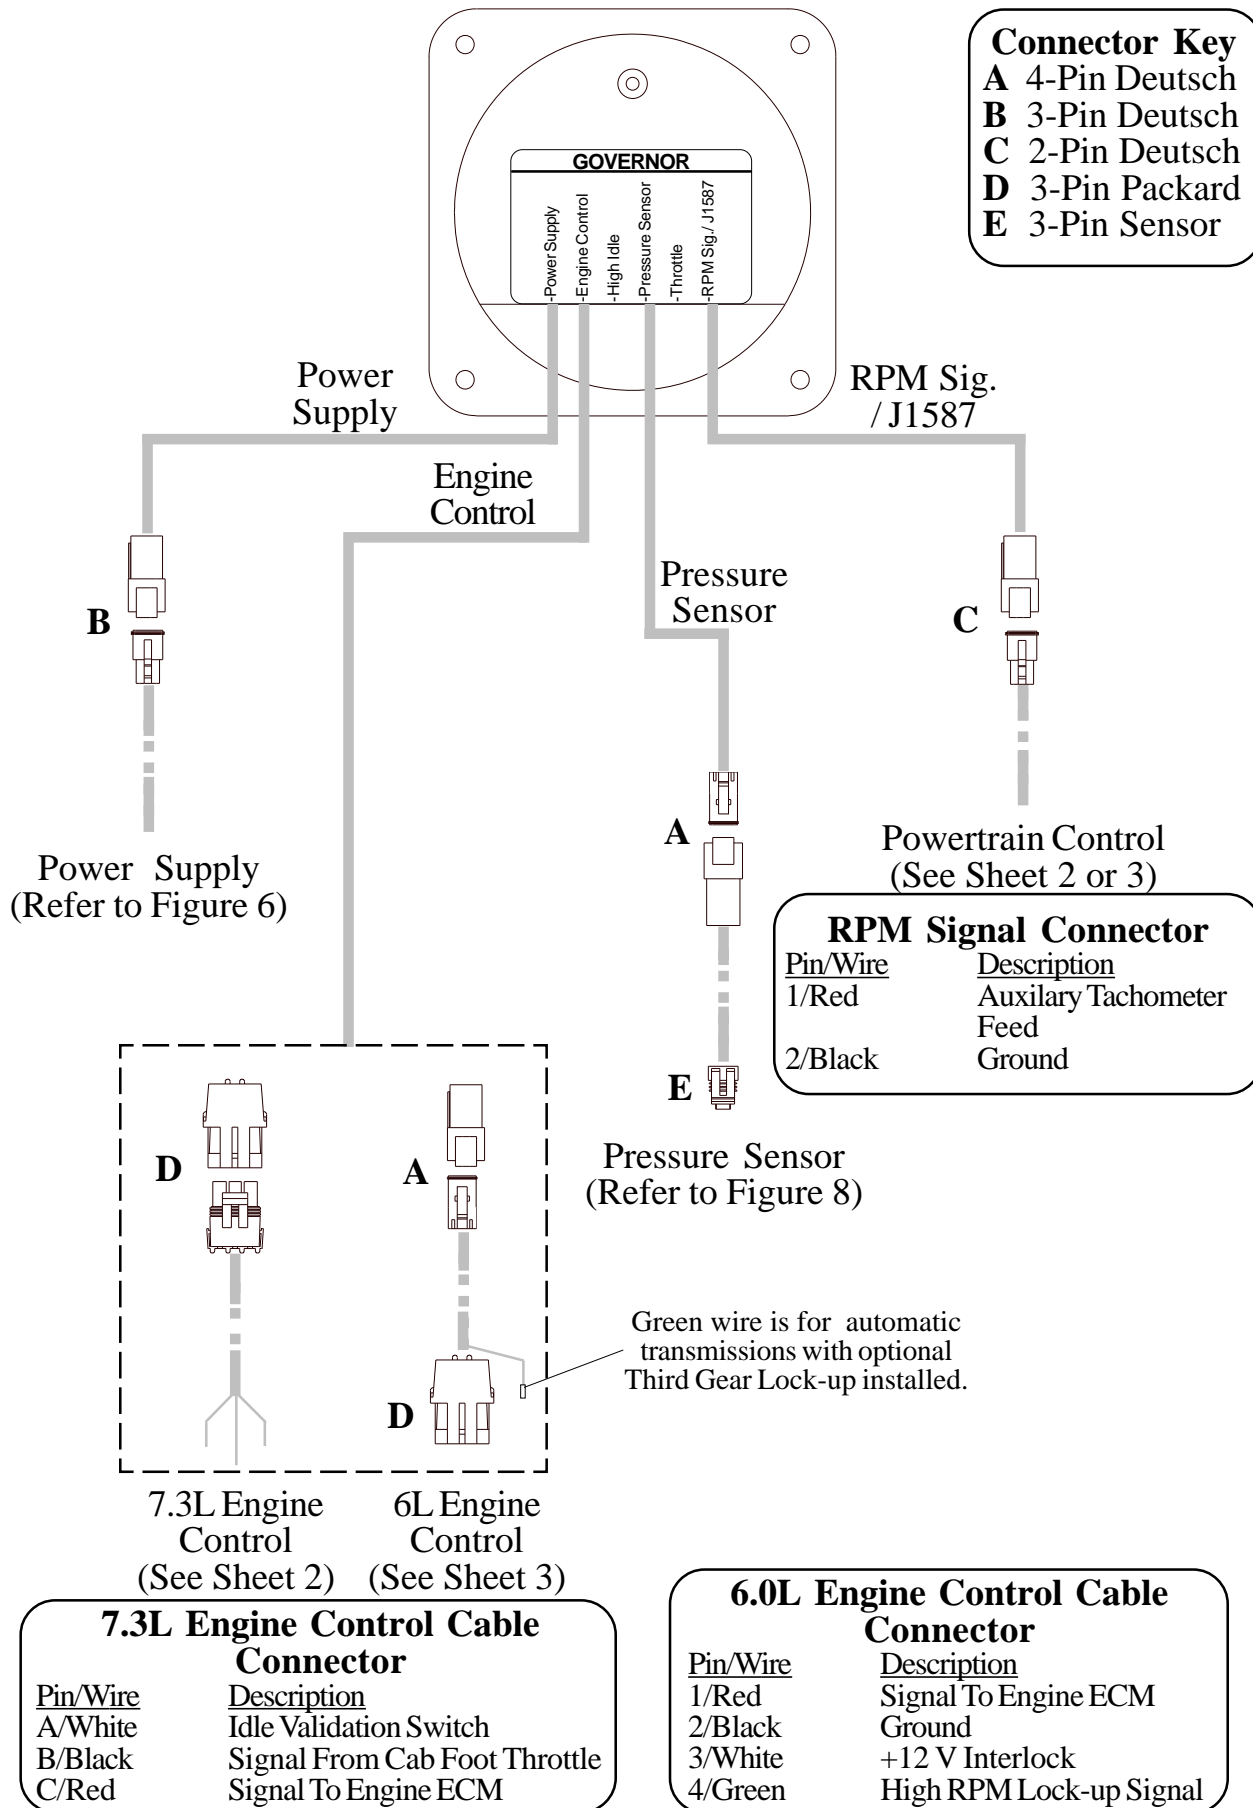 Connector Key
A 4-Pin Deutsch
B 3-Pin Deutsch
C 2-Pin Deutsch
D 3-Pin Packard
E 3-Pin Sensor
GOVERNOR
-Power Supply
-Engine Control
-High Idle
-Pressure Sensor
-Throttle
-RPM Sig./ J1587
Power
Supply
RPM Sig.
/ J1587
Engine
Control
Pressure
Sensor
B
C
A
Power Supply
(Refer to Figure 6)
Powertrain Control
(See Sheet 2 or 3)
RPM Signal Connector
Pin/Wire Description
1/Red Auxilary Tachometer
Feed
2/Black Ground
E
D
A
Pressure Sensor
(Refer to Figure 8)
Green wire is for automatic
transmissions with optional
Third Gear Lock-up installed.
D
7.3L Engine
Control
(See Sheet 2)
6L Engine
Control
(See Sheet 3)
7.3L Engine Control Cable
Connector
Pin/Wire Description
A/White Idle Validation Switch
B/Black Signal From Cab Foot Throttle
C/Red Signal To Engine ECM
6.0L Engine Control Cable
Connector
Pin/Wire Description
1/Red Signal To Engine ECM
2/Black Ground
3/White +12 V Interlock
4/Green High RPM Lock-up Signal